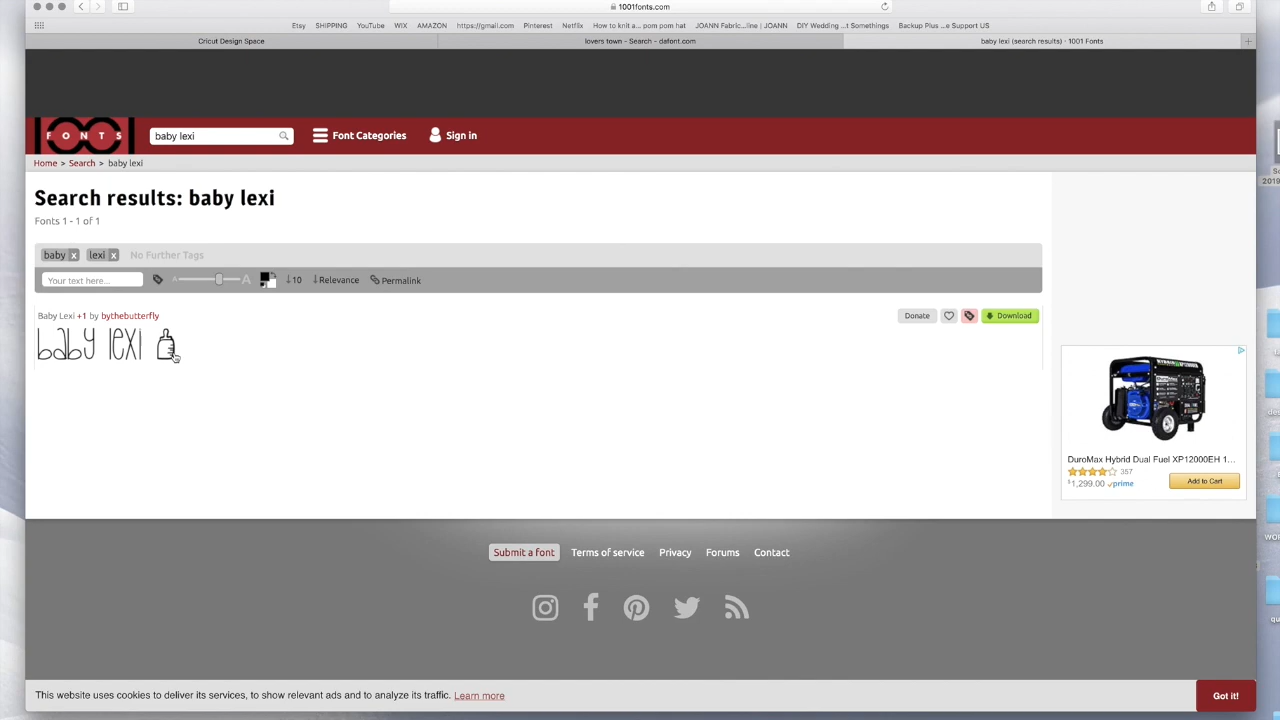 1001fonts.com
Etsy SHIPPING YouTube WIX AMAZON https://gmail.com Pinterest Netflix How to knit a... pom pom hat JOANN Fabric...line | JOANN DIY Wedding ...t Somethings Backup Plus ...e Support US
Cricut Design Space lovers town - Search - dafont.com baby lexi (search results) · 1001 Fonts +
FONTS baby lexi Font Categories Sign in
Home > Search > baby lexi
Search results: baby lexi
Fonts 1 - 1 of 1
baby x lexi x No Further Tags
Your text here... A A ↓10 ↓Relevance Permalink
Baby Lexi +1 by bythebutterfly Donate Download
baby lexi
DuroMax Hybrid Dual Fuel XP12000EH 1...
357
$1,299.00 prime Add to Cart
Submit a font Terms of service Privacy Forums Contact
This website uses cookies to deliver its services, to show relevant ads and to analyze its traffic. Learn more Got it!